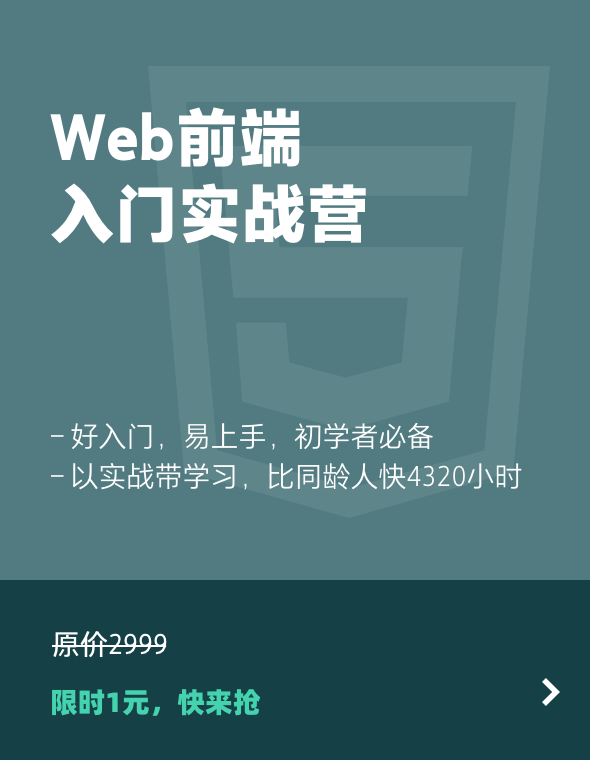 Web前端
入门实战营
– 好入门，易上手，初学者必备
– 以实战带学习，比同龄人快4320小时
原价2999
限时1元，快来抢